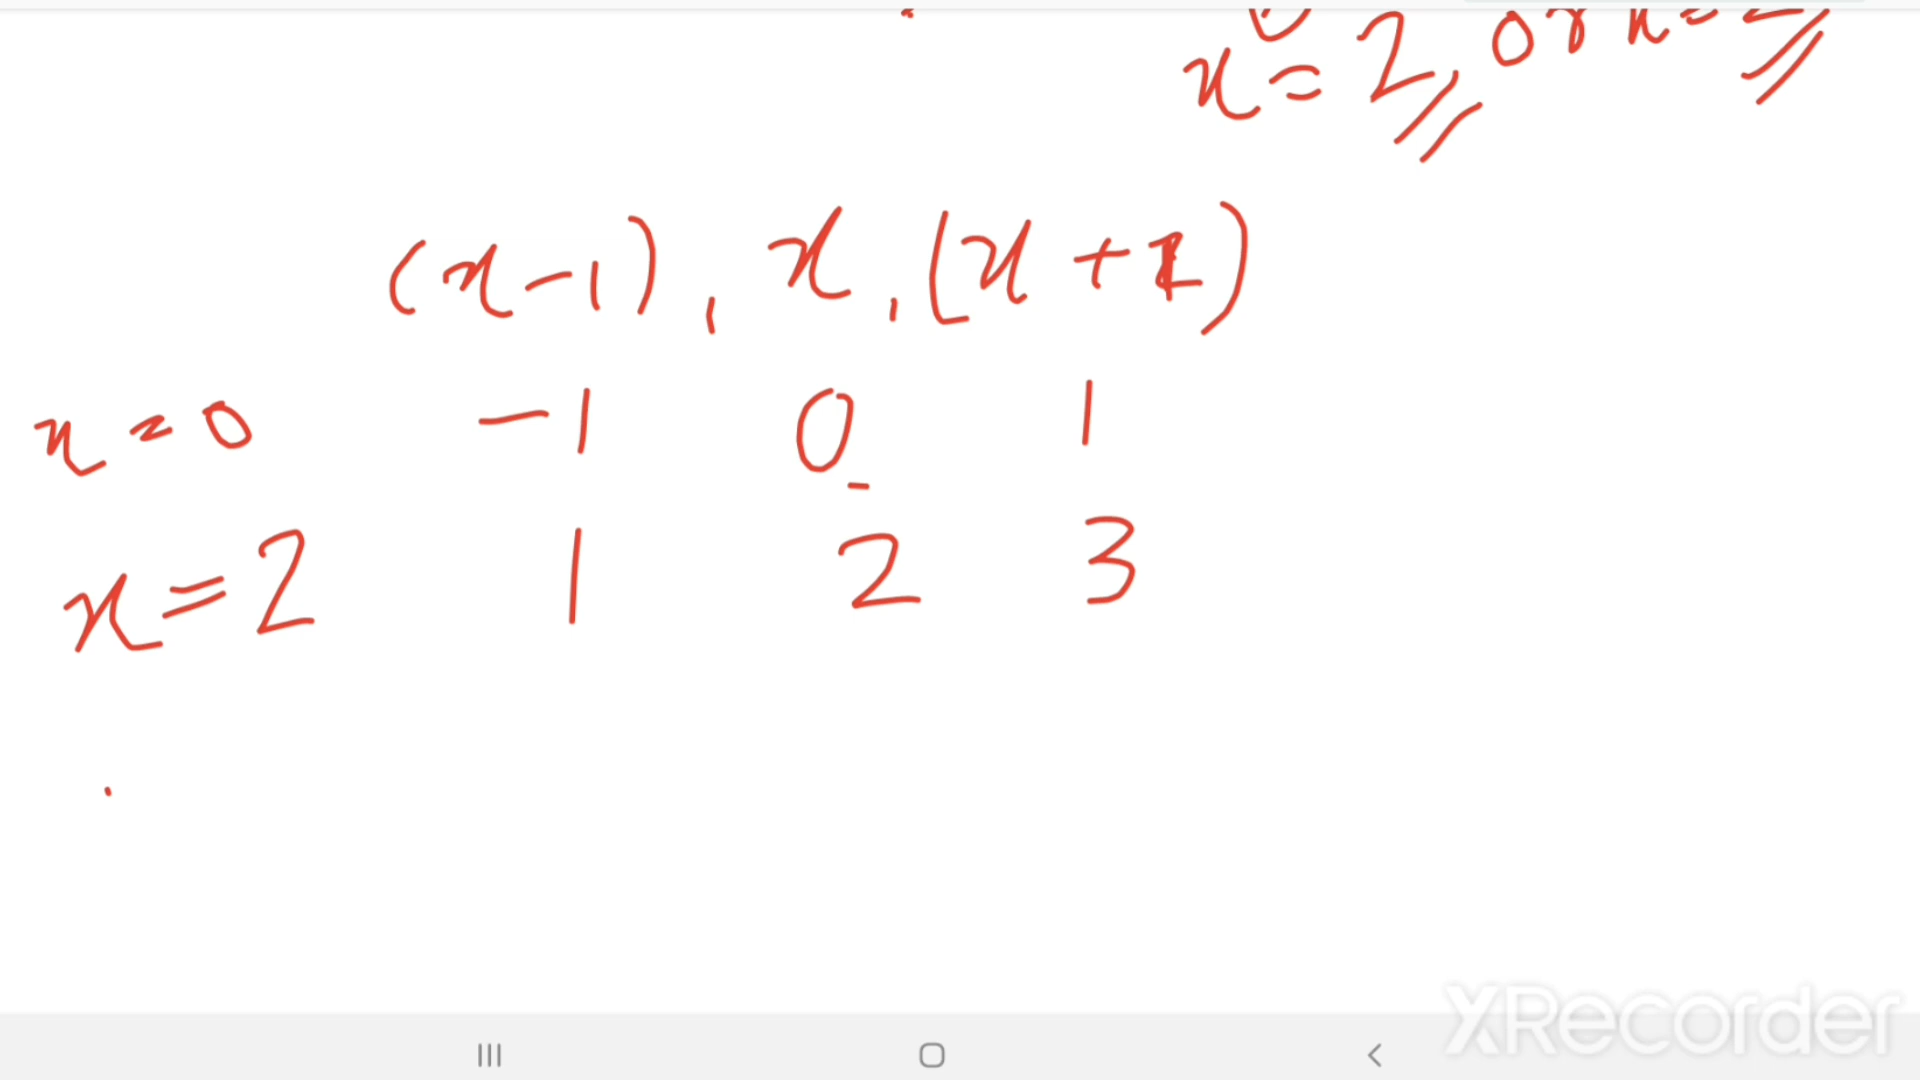 x = 2, or x =
(x-1), x, (x+1)
x = 0 -1 0 1
x = 2 1 2 3
XRecorder